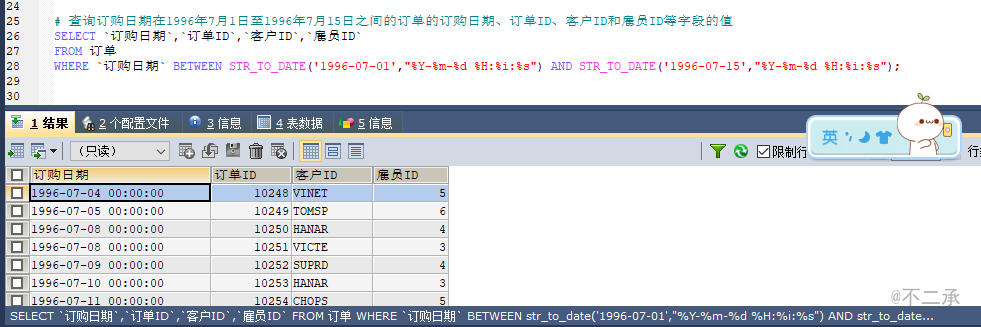 24
25 # 查询订购日期在1996年7月1日至1996年7月15日之间的订单的订购日期、订单ID、客户ID和雇员ID等字段的值
26 SELECT `订购日期`,`订单ID`,`客户ID`,`雇员ID`
27 FROM 订单
28 WHERE `订购日期` BETWEEN STR_TO_DATE('1996-07-01',"%Y-%m-%d %H:%i:%s") AND STR_TO_DATE('1996-07-15',"%Y-%m-%d %H:%i:%s");
29
30
1 结果 2 个配置文件 3 信息 4 表数据 5 信息
英
(只读) 限制行
订购日期 订单ID 客户ID 雇员ID
1996-07-04 00:00:00 10248 VINET 5
1996-07-05 00:00:00 10249 TOMSP 6
1996-07-08 00:00:00 10250 HANAR 4
1996-07-08 00:00:00 10251 VICTE 3
1996-07-09 00:00:00 10252 SUPRD 4
1996-07-10 00:00:00 10253 HANAR 3
1996-07-11 00:00:00 10254 CHOPS 5
@不二承
SELECT `订购日期`,`订单ID`,`客户ID`,`雇员ID` FROM 订单 WHERE `订购日期` BETWEEN str_to_date('1996-07-01',"%Y-%m-%d %H:%i:%s") AND str_to_date...